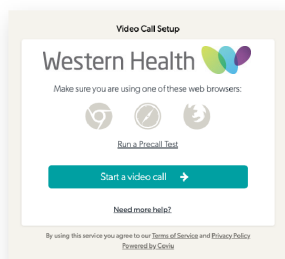 Video Call Setup
Western Health
Make sure you are using one of these web browsers:
Run a Precall Test
Start a video call
Need more help?
By using this service you agree to our Terms of Service and Privacy Policy
Powered by Coviu